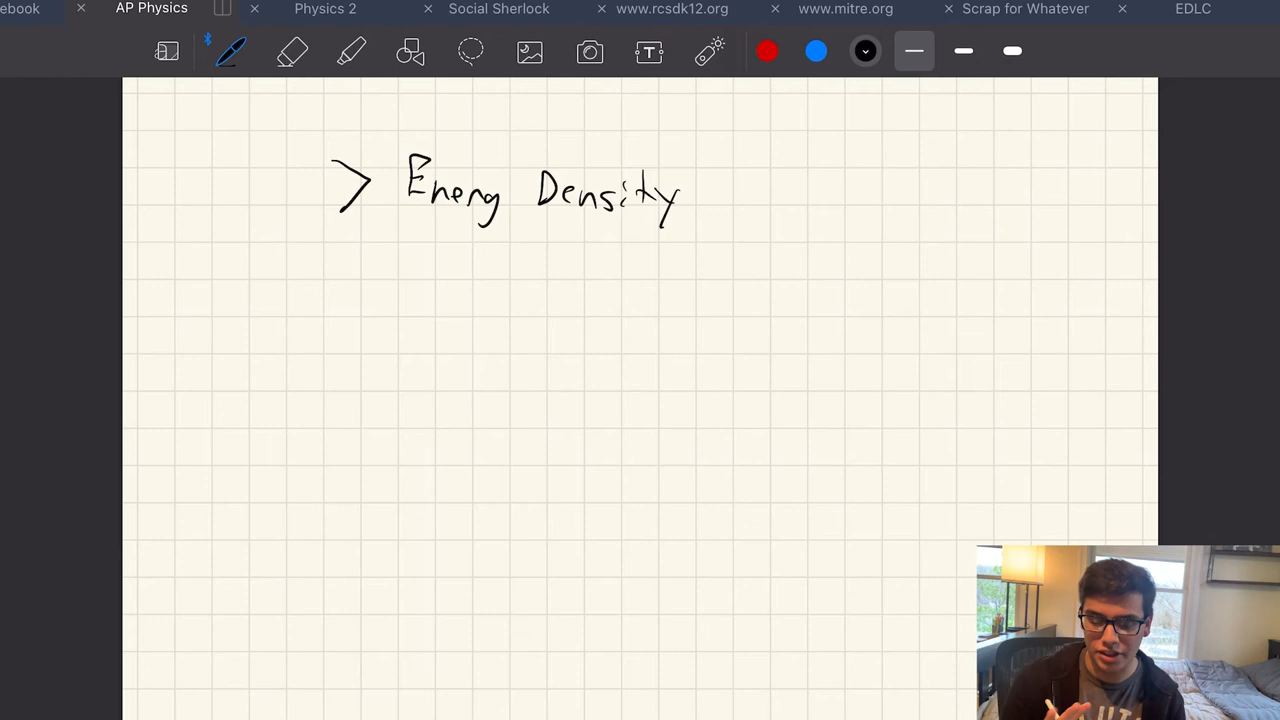 ebook AP Physics Physics 2 Social Sherlock www.rcsdk12.org www.mitre.org Scrap for Whatever EDLC
T
> Energ Density